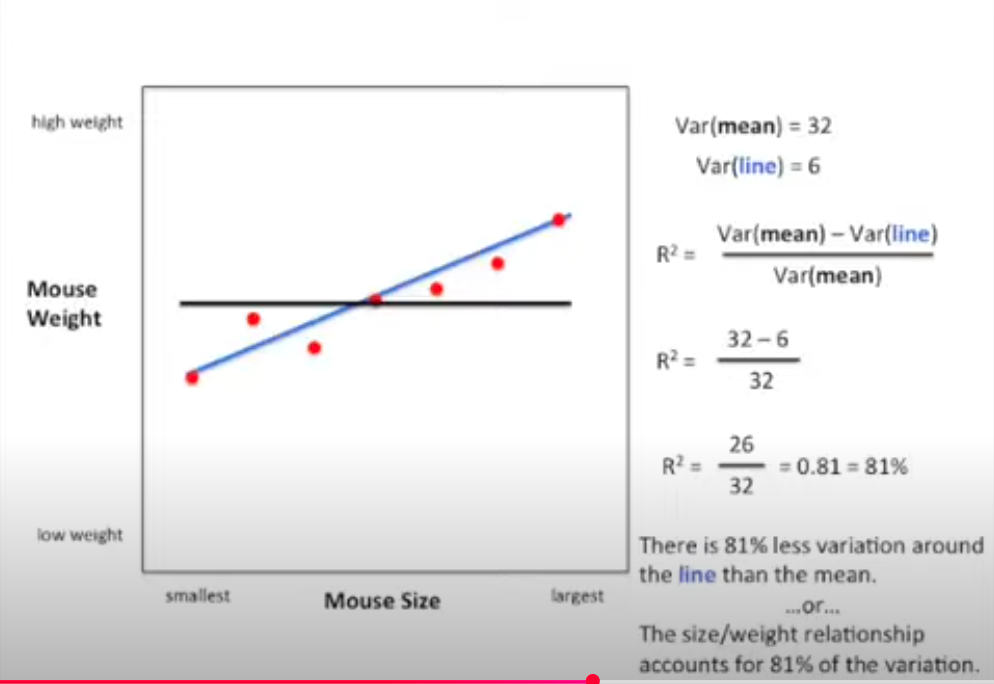 high weight
Mouse
Weight
low weight
smallest
Mouse Size
largest
Var(mean) = 32
Var(line) = 6
R² = Var(mean) – Var(line)
Var(mean)
R² = 32 – 6
32
R² = 26
32
= 0.81 = 81%
There is 81% less variation around
the line than the mean.
...or...
The size/weight relationship
accounts for 81% of the variation.